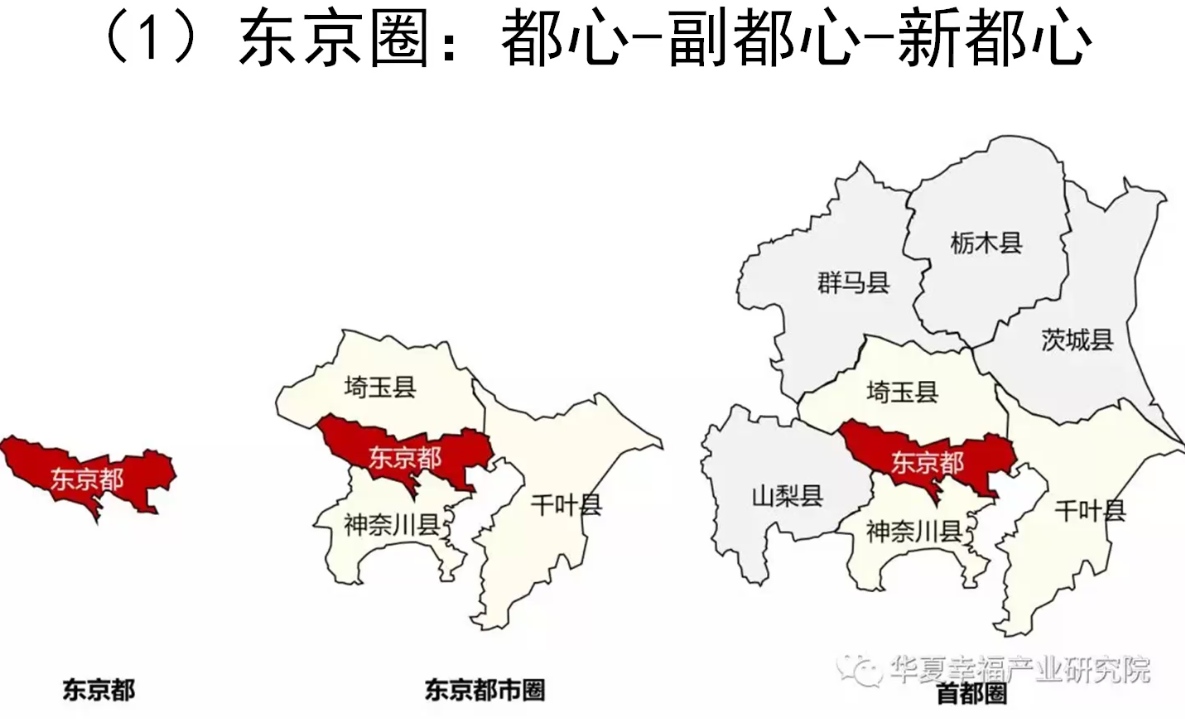 （1）东京圈：都心-副都心-新都心
东京都
东京都
埼玉县
东京都
千叶县
神奈川县
东京都市圈
栃木县
群马县
茨城县
埼玉县
东京都
山梨县
千叶县
神奈川县
首都圈
华夏幸福产业研究院